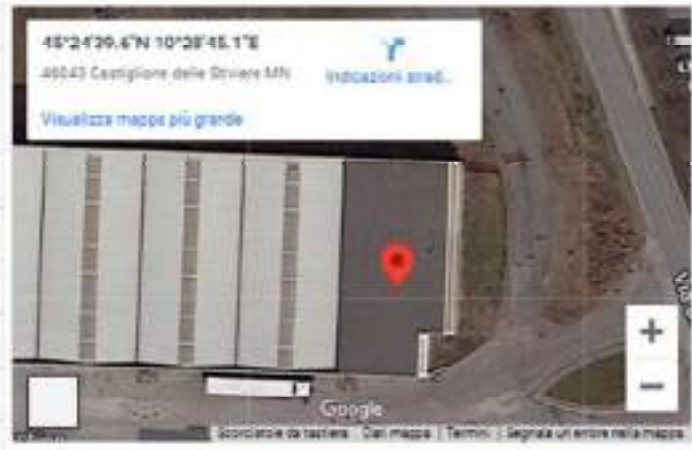 45°24'39.6"N 10°28'45.1"E
46043 Castiglione delle Stiviere MN
Indicazioni strad...
Visualizza mappa più grande
+
−
Google
Scorciatoie da tastiera
Dati mappa
Termini
Segnala un errore nella mappa